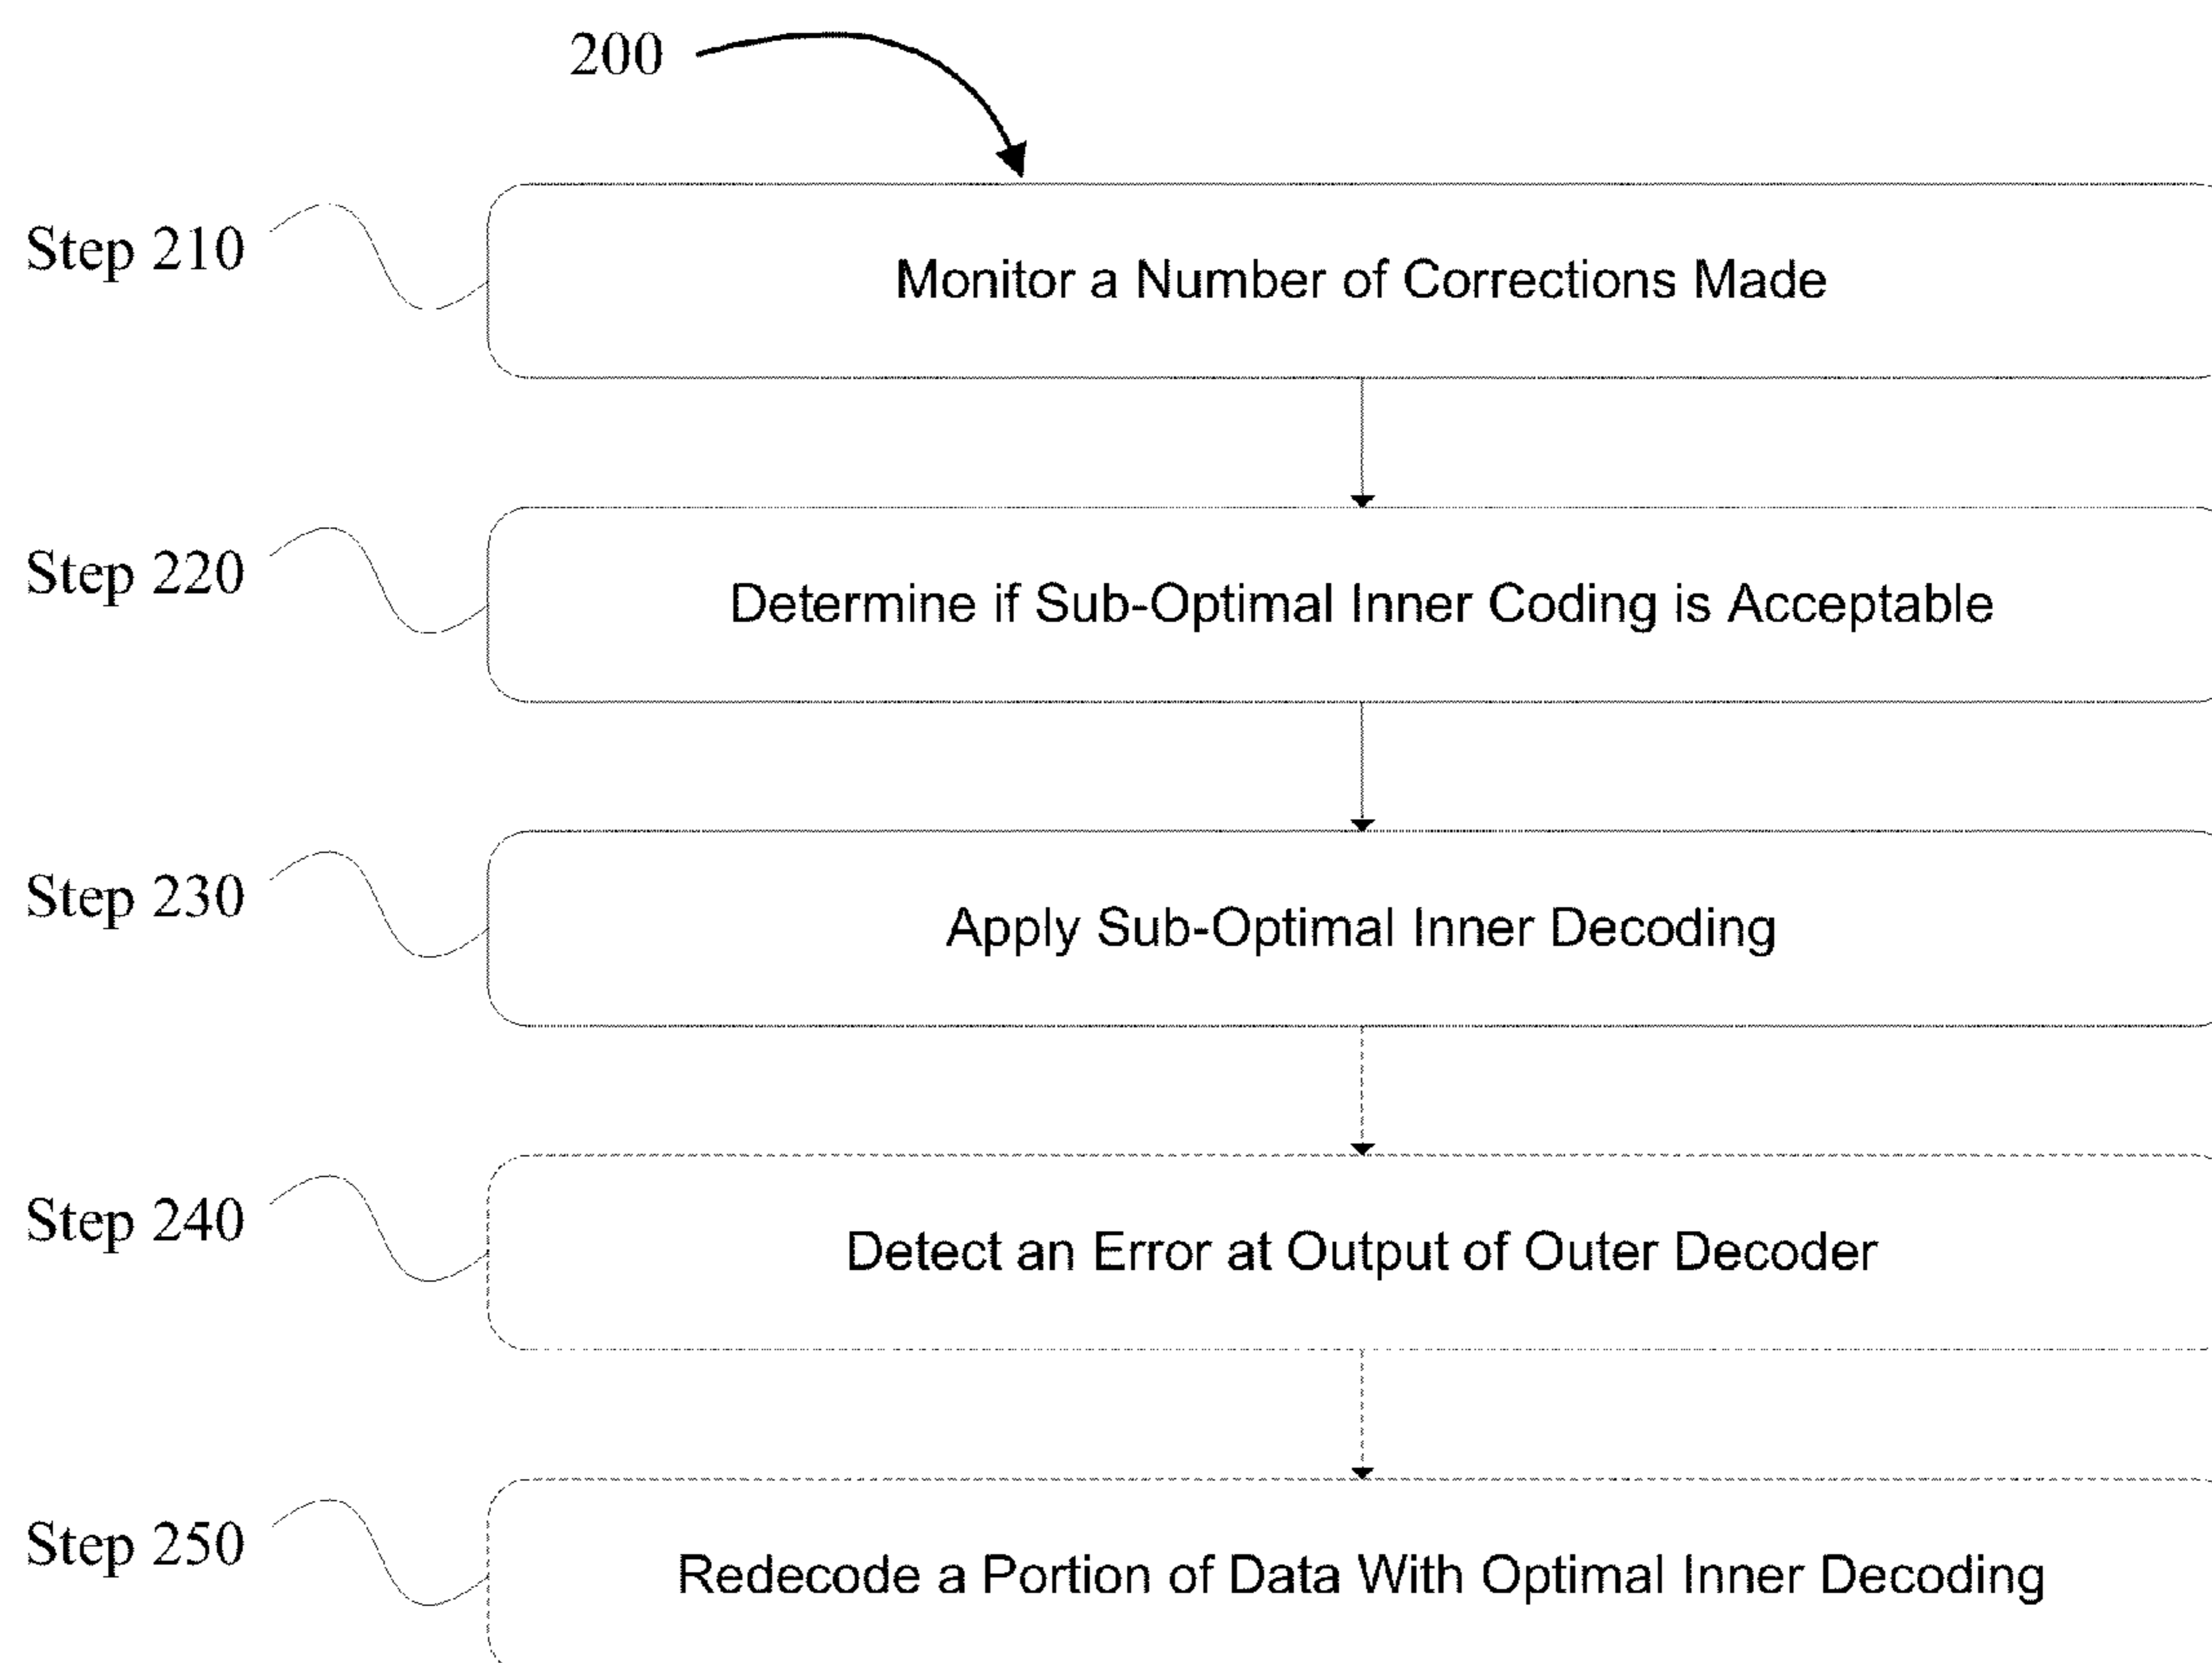 200
Step 210
Monitor a Number of Corrections Made
Step 220
Determine if Sub-Optimal Inner Coding is Acceptable
Step 230
Apply Sub-Optimal Inner Decoding
Step 240
Detect an Error at Output of Outer Decoder
Step 250
Redecode a Portion of Data With Optimal Inner Decoding